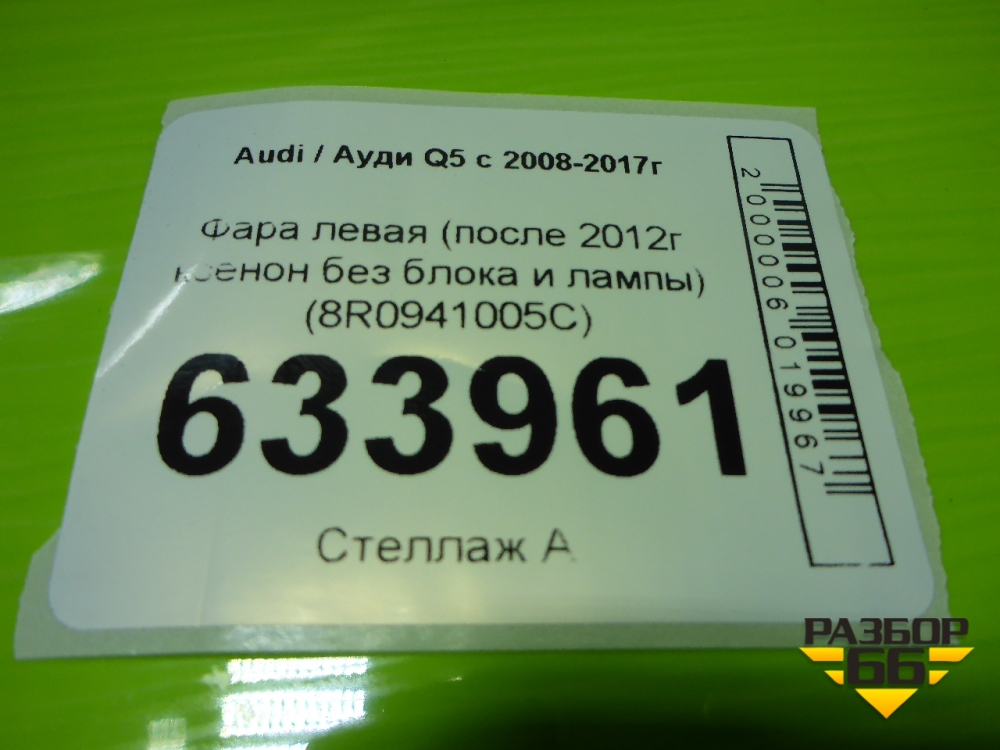 Audi / Ауди Q5 с 2008-2017г
Фара левая (после 2012г
ксенон без блока и лампы)
(8R0941005C)
633961
Стеллаж А
2000006019967
РАЗБОР
66